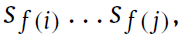 s_{f(i)} … s_{f(j)},